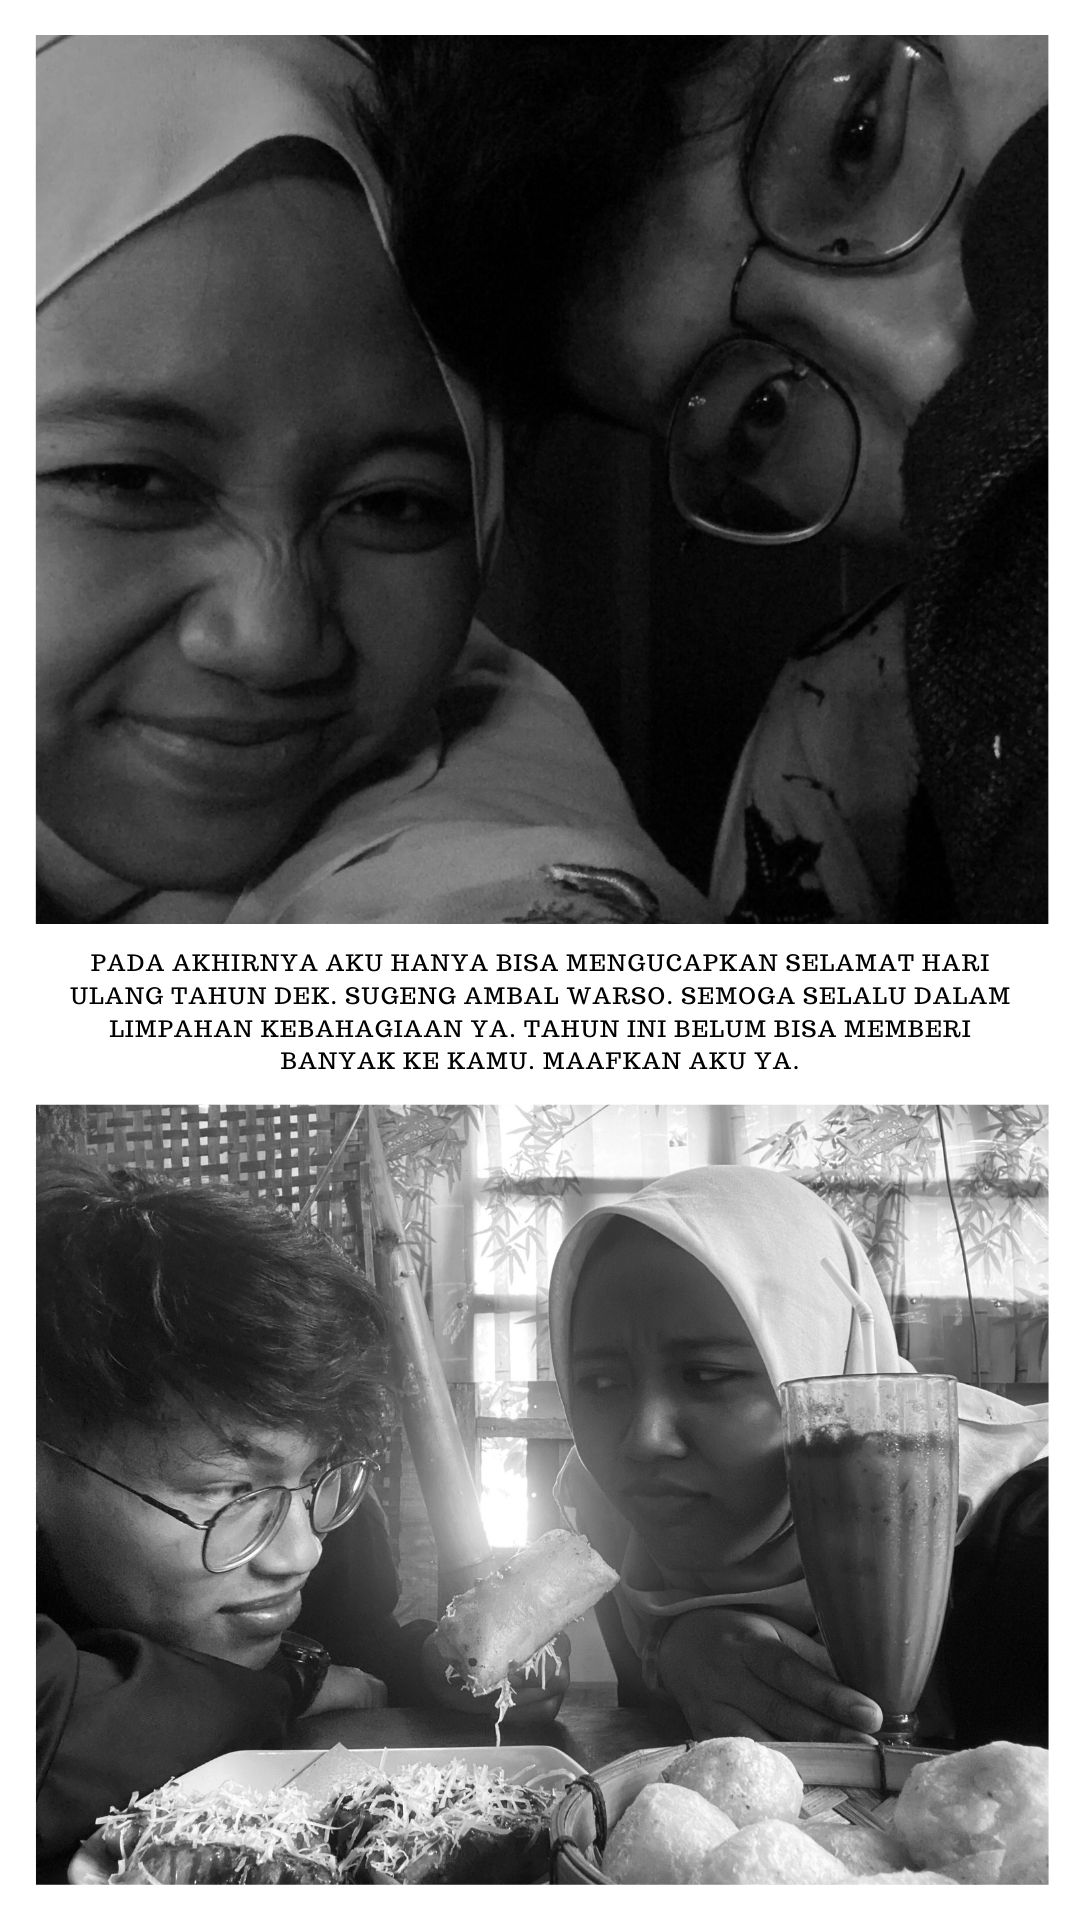 PADA AKHIRNYA AKU HANYA BISA MENGUCAPKAN SELAMAT HARI
ULANG TAHUN DEK. SUGENG AMBAL WARSO. SEMOGA SELALU DALAM
LIMPAHAN KEBAHAGIAAN YA. TAHUN INI BELUM BISA MEMBERI
BANYAK KE KAMU. MAAFKAN AKU YA.